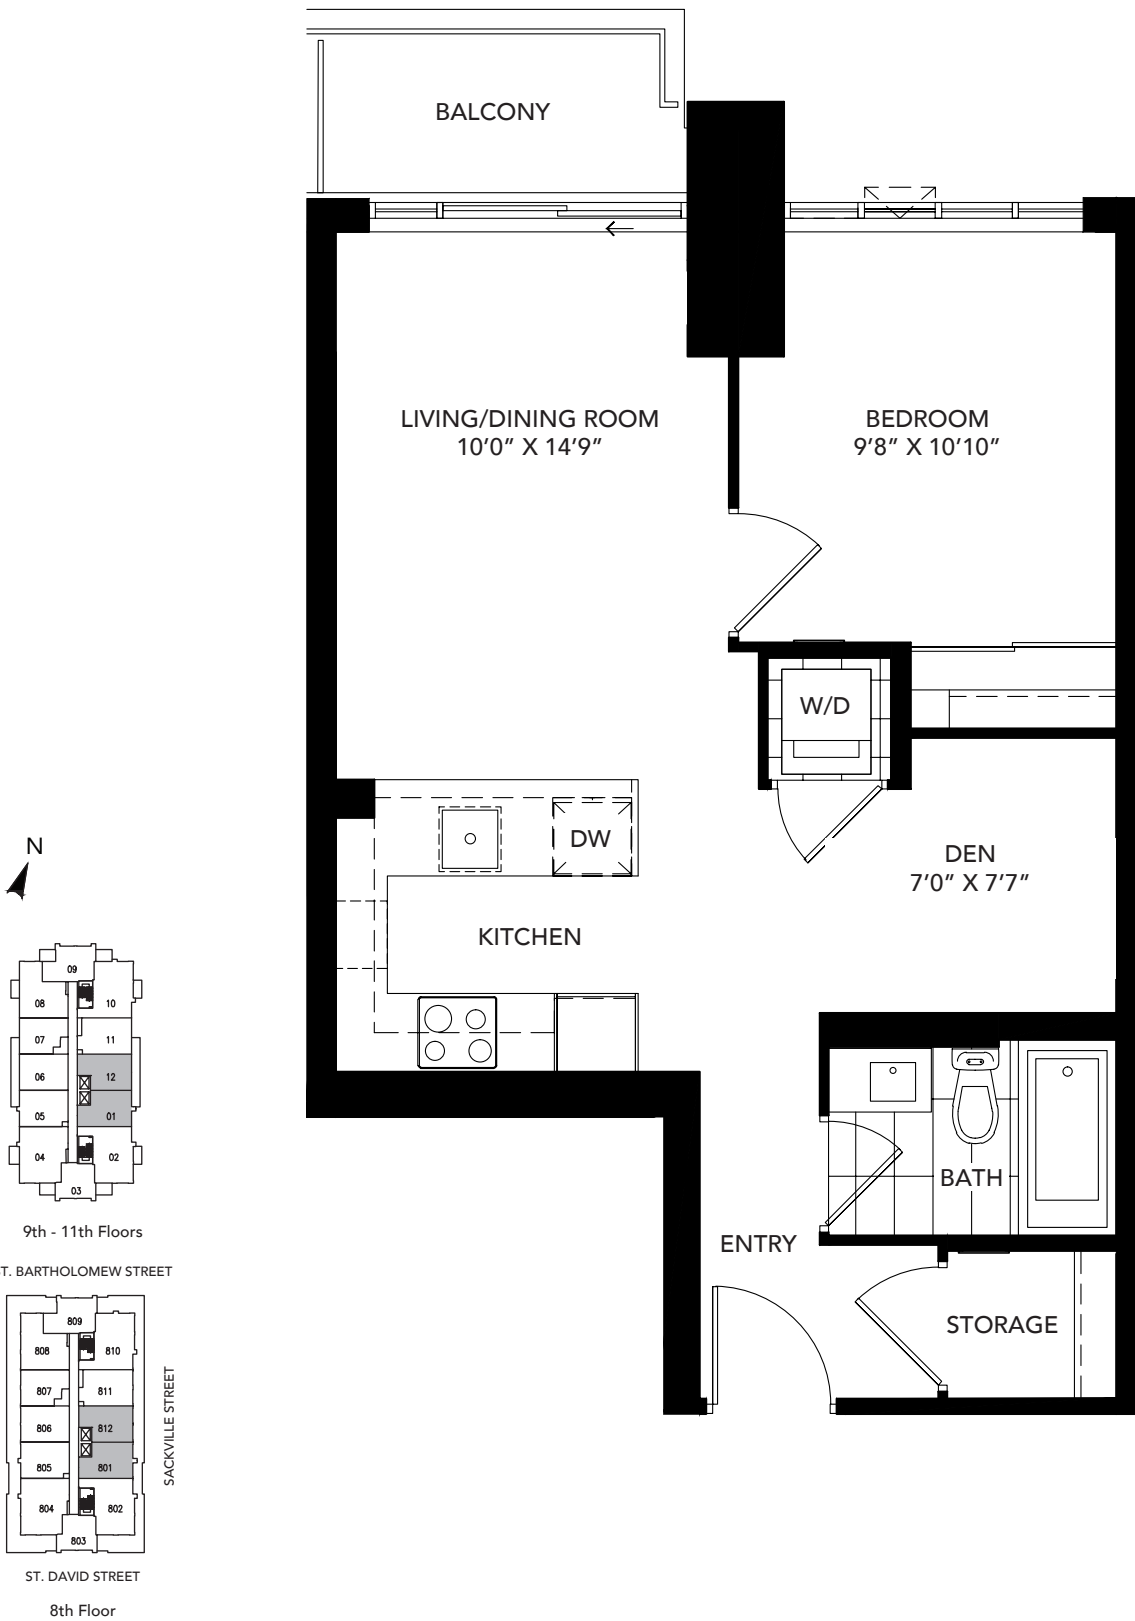 BALCONY
LIVING/DINING ROOM
10'0" X 14'9"
BEDROOM
9'8" X 10'10"
W/D
DW
DEN
7'0" X 7'7"
KITCHEN
BATH
ENTRY
STORAGE
N
09
08
10
07
11
06
12
05
01
04
02
03
9th - 11th Floors
T. BARTHOLOMEW STREET
809
808
810
807
811
806
812
805
801
804
802
803
SACKVILLE STREET
ST. DAVID STREET
8th Floor